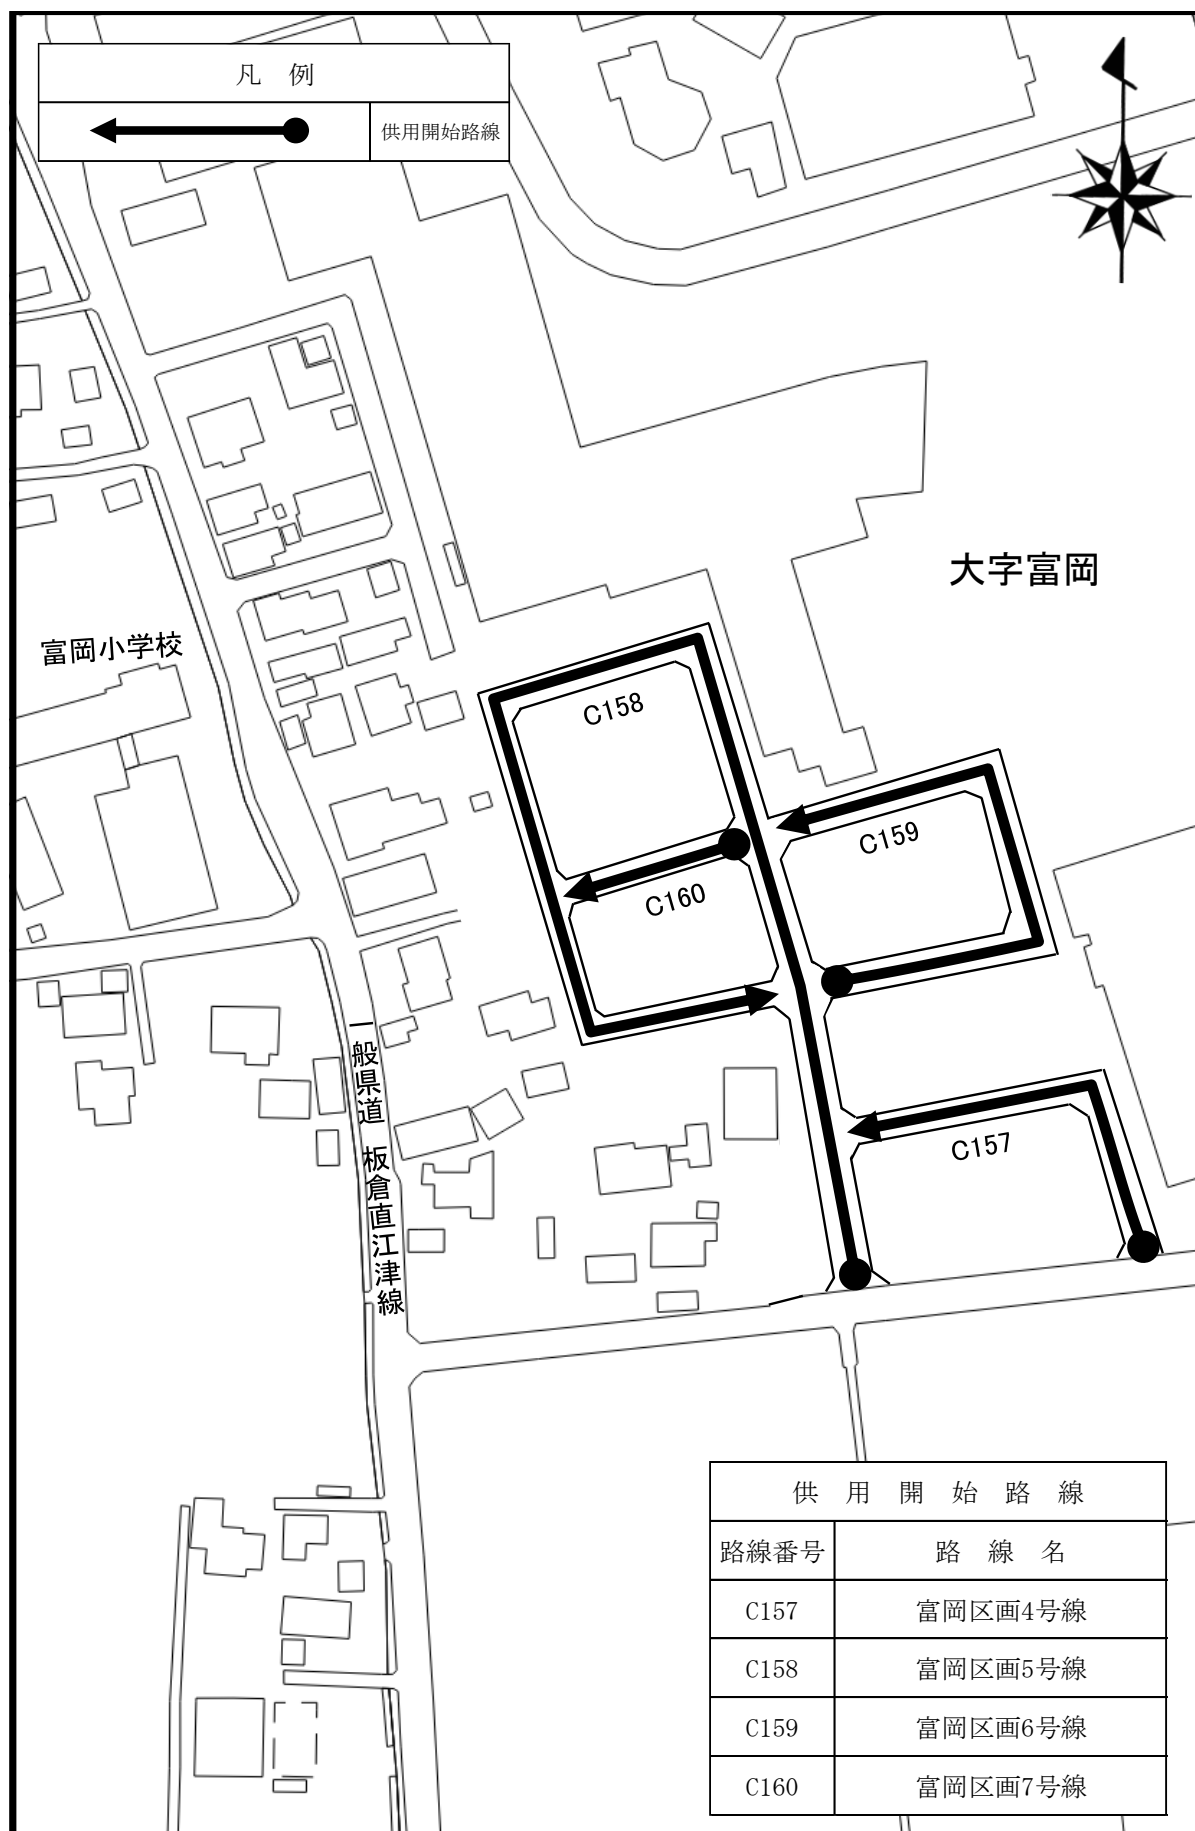 凡 例
供用開始路線
大字富岡
富岡小学校
C158
C159
C160
C157
一般県道 板倉直江津線
供用開始路線
路線番号 路線名
C157 富岡区画4号線
C158 富岡区画5号線
C159 富岡区画6号線
C160 富岡区画7号線